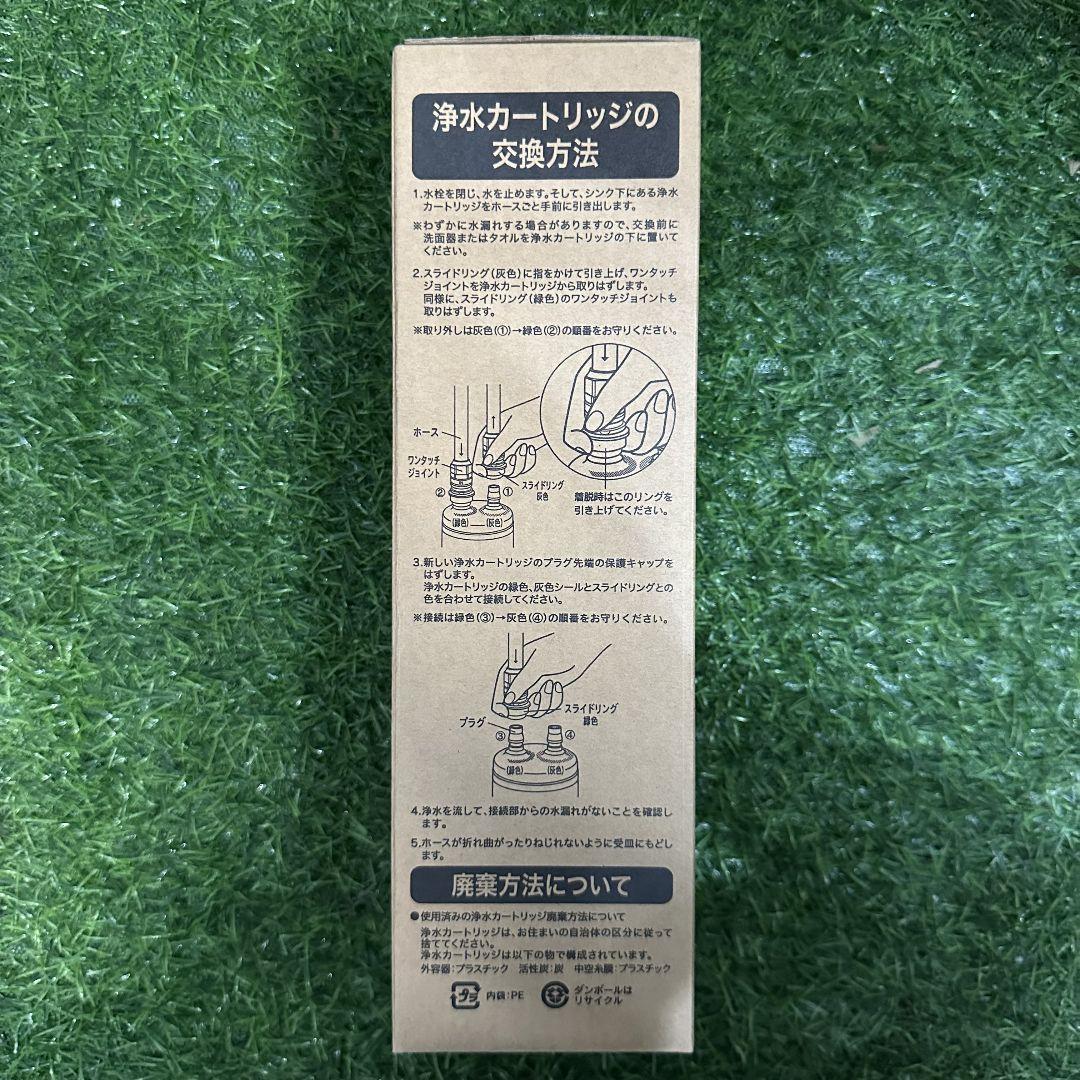 浄水カートリッジの
交換方法
1.水栓を閉じ、水を止めます。そして、シンク下にある浄水
カートリッジをホースごと手前に引き出します。
※わずかに水漏れする場合がありますので、交換前に
洗面器またはタオルを浄水カートリッジの下に置いて
ください。
2.スライドリング(灰色)に指をかけて引き上げ、ワンタッチ
ジョイントを浄水カートリッジから取りはずします。
同様に、スライドリング(緑色)のワンタッチジョイントも
取りはずします。
※取り外しは灰色(①)→緑色(②)の順番をお守りください。
ホース
ワンタッチ
ジョイント
②
①
スライドリング
灰色
(緑色)
(灰色)
着脱時はこのリングを
引き上げてください。
3.新しい浄水カートリッジのプラグ先端の保護キャップを
はずします。
浄水カートリッジの緑色、灰色シールとスライドリングとの
色を合わせて接続してください。
※接続は緑色(③)→灰色(④)の順番をお守りください。
スライドリング
緑色
プラグ
③
④
(緑色)
(灰色)
4.浄水を流して、接続部からの水漏れがないことを確認し
ます。
5.ホースが折れ曲がったりねじれないように受皿にもどし
ます。
廃棄方法について
●使用済みの浄水カートリッジ廃棄方法について
浄水カートリッジは、お住まいの自治体の区分に従って
捨ててください。
浄水カートリッジは以下の物で構成されています。
外容器:プラスチック 活性炭:炭 中空糸膜:プラスチック
プラ 内袋:PE
ダンボールは
リサイクル